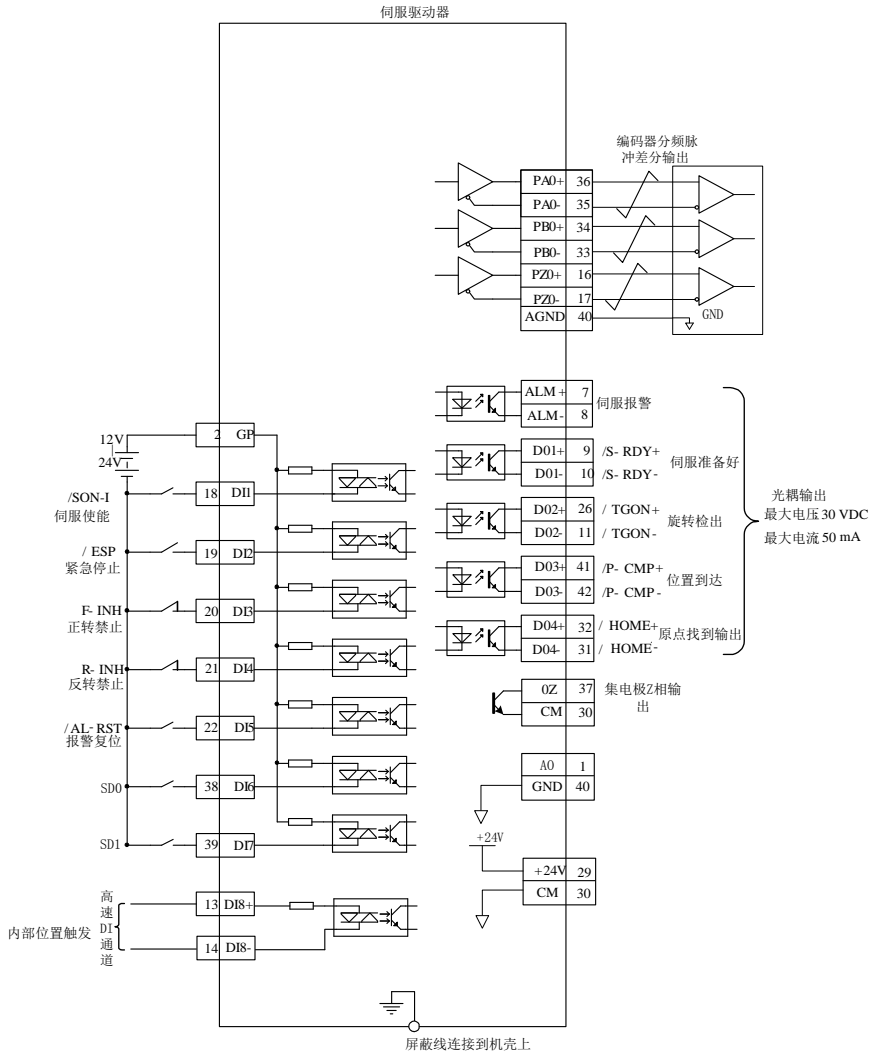 伺服驱动器
编码器分频脉
冲差分输出
PA0+ 36
PA0- 35
PB0+ 34
PB0- 33
PZ0+ 16
PZ0- 17
AGND 40
GND
ALM + 7
ALM - 8
伺服报警
D01+ 9 /S- RDY+
D01- 10 /S- RDY-
伺服准备好
D02+ 26 / TGON+
D02- 11 / TGON-
旋转检出
D03+ 41 /P- CMP+
D03- 42 /P- CMP-
位置到达
D04+ 32 / HOME+
D04- 31 / HOME-
原点找到输出
光耦输出
最大电压 30 VDC
最大电流 50 mA
0Z 37
CM 30
集电极Z相输
出
A0 1
GND 40
+24V
+24V 29
CM 30
12V
24V
2 GP
/SON-I
伺服使能
18 DI1
/ ESP
紧急停止
19 DI2
F- INH
正转禁止
20 DI3
R- INH
反转禁止
21 DI4
/AL- RST
报警复位
22 DI5
SD0
38 DI6
SD1
39 DI7
内部位置触发
高
速
DI
通
道
13 DI8+
14 DI8-
屏蔽线连接到机壳上